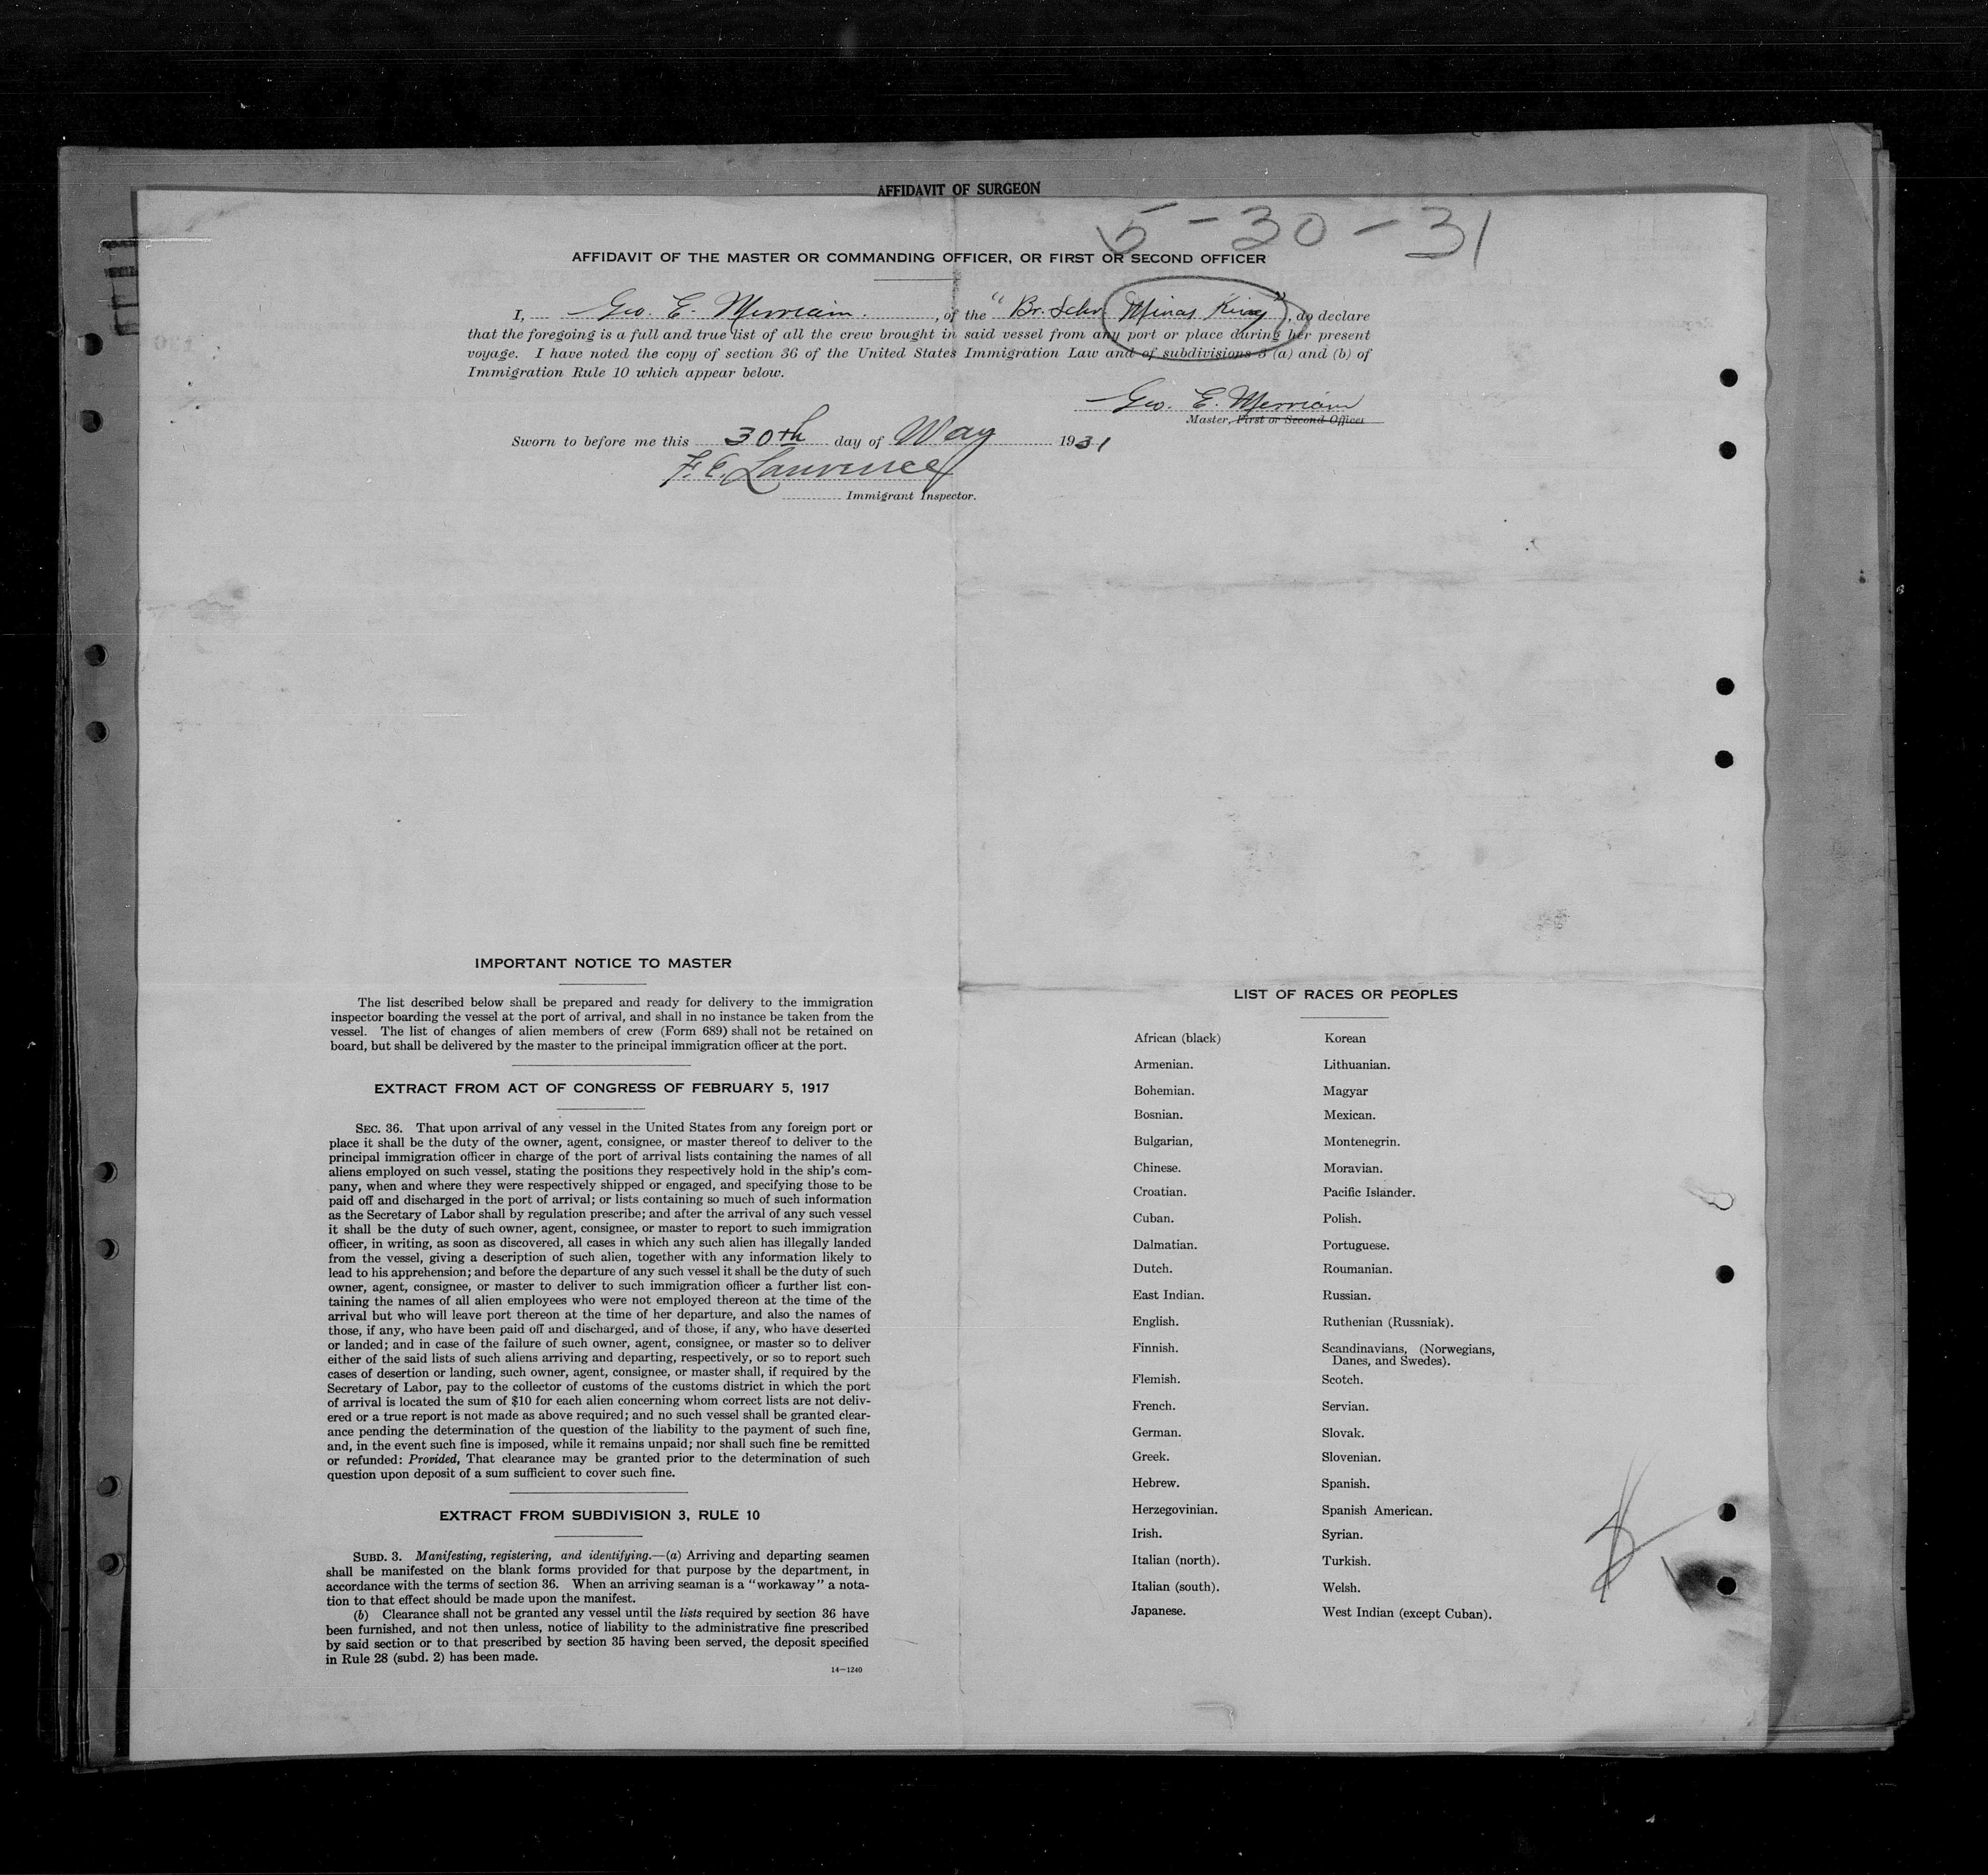 AFFIDAVIT OF SURGEON
5-30-31
AFFIDAVIT OF THE MASTER OR COMMANDING OFFICER, OR FIRST OR SECOND OFFICER
I, Geo. E. Merriam., of the "Br. Schr. "Minas King", do declare
that the foregoing is a full and true list of all the crew brought in said vessel from any port or place during her present
voyage. I have noted the copy of section 36 of the United States Immigration Law and of subdivisions 3 (a) and (b) of
Immigration Rule 10 which appear below.
Geo. E. Merriam
Master, First or Second Officer
Sworn to before me this 30th day of May 1931
F. E. Lawrence
Immigrant Inspector.
IMPORTANT NOTICE TO MASTER
The list described below shall be prepared and ready for delivery to the immigration
inspector boarding the vessel at the port of arrival, and shall in no instance be taken from the
vessel. The list of changes of alien members of crew (Form 689) shall not be retained on
board, but shall be delivered by the master to the principal immigration officer at the port.
EXTRACT FROM ACT OF CONGRESS OF FEBRUARY 5, 1917
SEC. 36. That upon arrival of any vessel in the United States from any foreign port or
place it shall be the duty of the owner, agent, consignee, or master thereof to deliver to the
principal immigration officer in charge of the port of arrival lists containing the names of all
aliens employed on such vessel, stating the positions they respectively hold in the ship's com-
pany, when and where they were respectively shipped or engaged, and specifying those to be
paid off and discharged in the port of arrival; or lists containing so much of such information
as the Secretary of Labor shall by regulation prescribe; and after the arrival of any such vessel
it shall be the duty of such owner, agent, consignee, or master to report to such immigration
officer, in writing, as soon as discovered, all cases in which any such alien has illegally landed
from the vessel, giving a description of such alien, together with any information likely to
lead to his apprehension; and before the departure of any such vessel it shall be the duty of such
owner, agent, consignee, or master to deliver to such immigration officer a further list con-
taining the names of all alien employees who were not employed thereon at the time of the
arrival but who will leave port thereon at the time of her departure, and also the names of
those, if any, who have been paid off and discharged, and of those, if any, who have deserted
or landed; and in case of the failure of such owner, agent, consignee, or master so to deliver
either of the said lists of such aliens arriving and departing, respectively, or so to report such
cases of desertion or landing, such owner, agent, consignee, or master shall, if required by the
Secretary of Labor, pay to the collector of customs of the customs district in which the port
of arrival is located the sum of $10 for each alien concerning whom correct lists are not deliv-
ered or a true report is not made as above required; and no such vessel shall be granted clear-
ance pending the determination of the question of the liability to the payment of such fine,
and, in the event such fine is imposed, while it remains unpaid; nor shall such fine be remitted
or refunded: Provided, That clearance may be granted prior to the determination of such
question upon deposit of a sum sufficient to cover such fine.
EXTRACT FROM SUBDIVISION 3, RULE 10
SUBD. 3. Manifesting, registering, and identifying.—(a) Arriving and departing seamen
shall be manifested on the blank forms provided for that purpose by the department, in
accordance with the terms of section 36. When an arriving seaman is a "workaway" a nota-
tion to that effect should be made upon the manifest.
(b) Clearance shall not be granted any vessel until the lists required by section 36 have
been furnished, and not then unless, notice of liability to the administrative fine prescribed
by said section or to that prescribed by section 35 having been served, the deposit specified
in Rule 28 (subd. 2) has been made.
14—1240
LIST OF RACES OR PEOPLES
African (black)
Armenian.
Bohemian.
Bosnian.
Bulgarian,
Chinese.
Croatian.
Cuban.
Dalmatian.
Dutch.
East Indian.
English.
Finnish.
Flemish.
French.
German.
Greek.
Hebrew.
Herzegovinian.
Irish.
Italian (north).
Italian (south).
Japanese.
Korean
Lithuanian.
Magyar
Mexican.
Montenegrin.
Moravian.
Pacific Islander.
Polish.
Portuguese.
Roumanian.
Russian.
Ruthenian (Russniak).
Scandinavians, (Norwegians,
Danes, and Swedes).
Scotch.
Servian.
Slovak.
Slovenian.
Spanish.
Spanish American.
Syrian.
Turkish.
Welsh.
West Indian (except Cuban).